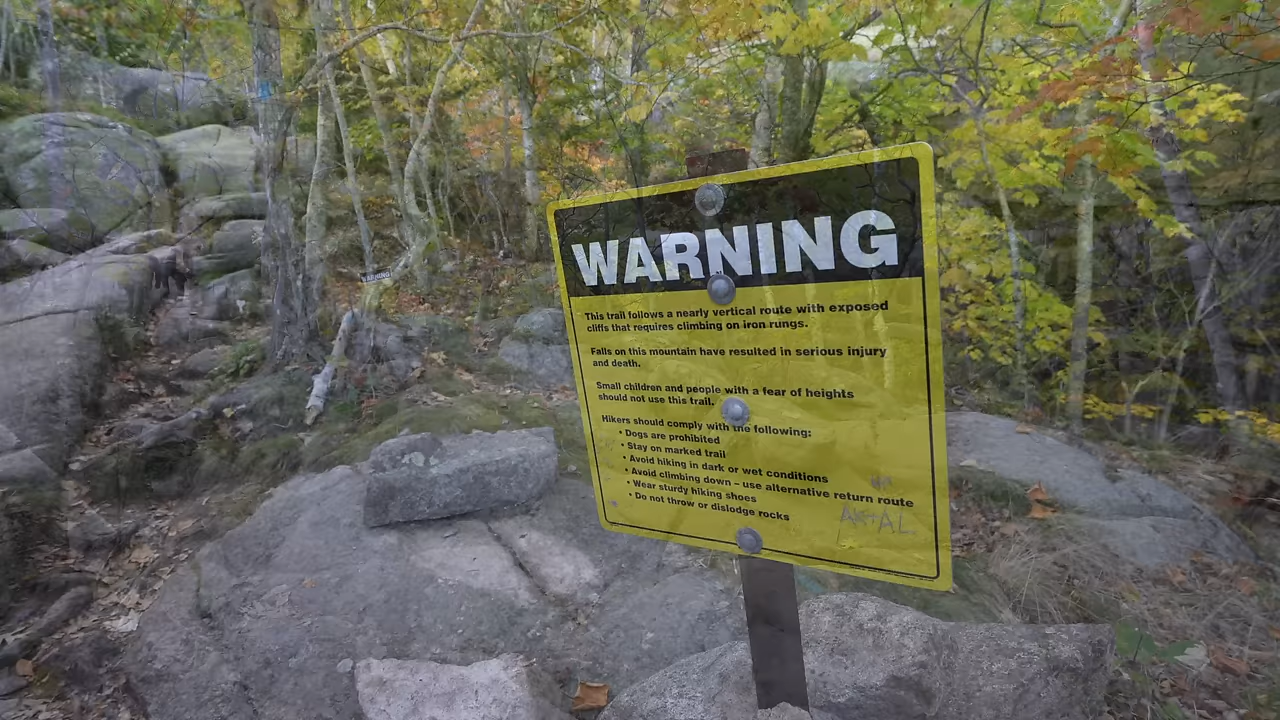 WARNING
WARNING
This trail follows a nearly vertical route with exposed
cliffs that requires climbing on iron rungs.
Falls on this mountain have resulted in serious injury
and death.
Small children and people with a fear of heights
should not use this trail.
Hikers should comply with the following:
• Dogs are prohibited
• Stay on marked trail
• Avoid hiking in dark or wet conditions
• Avoid climbing down – use alternative return route
• Wear sturdy hiking shoes
• Do not throw or dislodge rocks
AK+AL